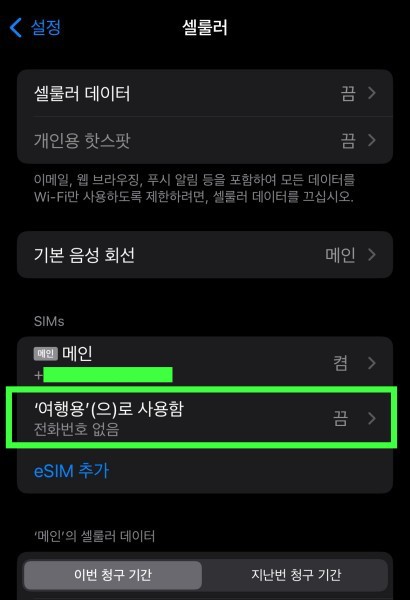 설정
셀룰러
셀룰러 데이터
끔
개인용 핫스팟
끔
이메일, 웹 브라우징, 푸시 알림 등을 포함하여 모든 데이터를
Wi-Fi만 사용하도록 제한하려면, 셀룰러 데이터를 끄십시오.
기본 음성 회선
메인
SIMs
메인 메인
켬
+
‘여행용’(으)로 사용함
끔
전화번호 없음
eSIM 추가
‘메인’의 셀룰러 데이터
이번 청구 기간
지난번 청구 기간